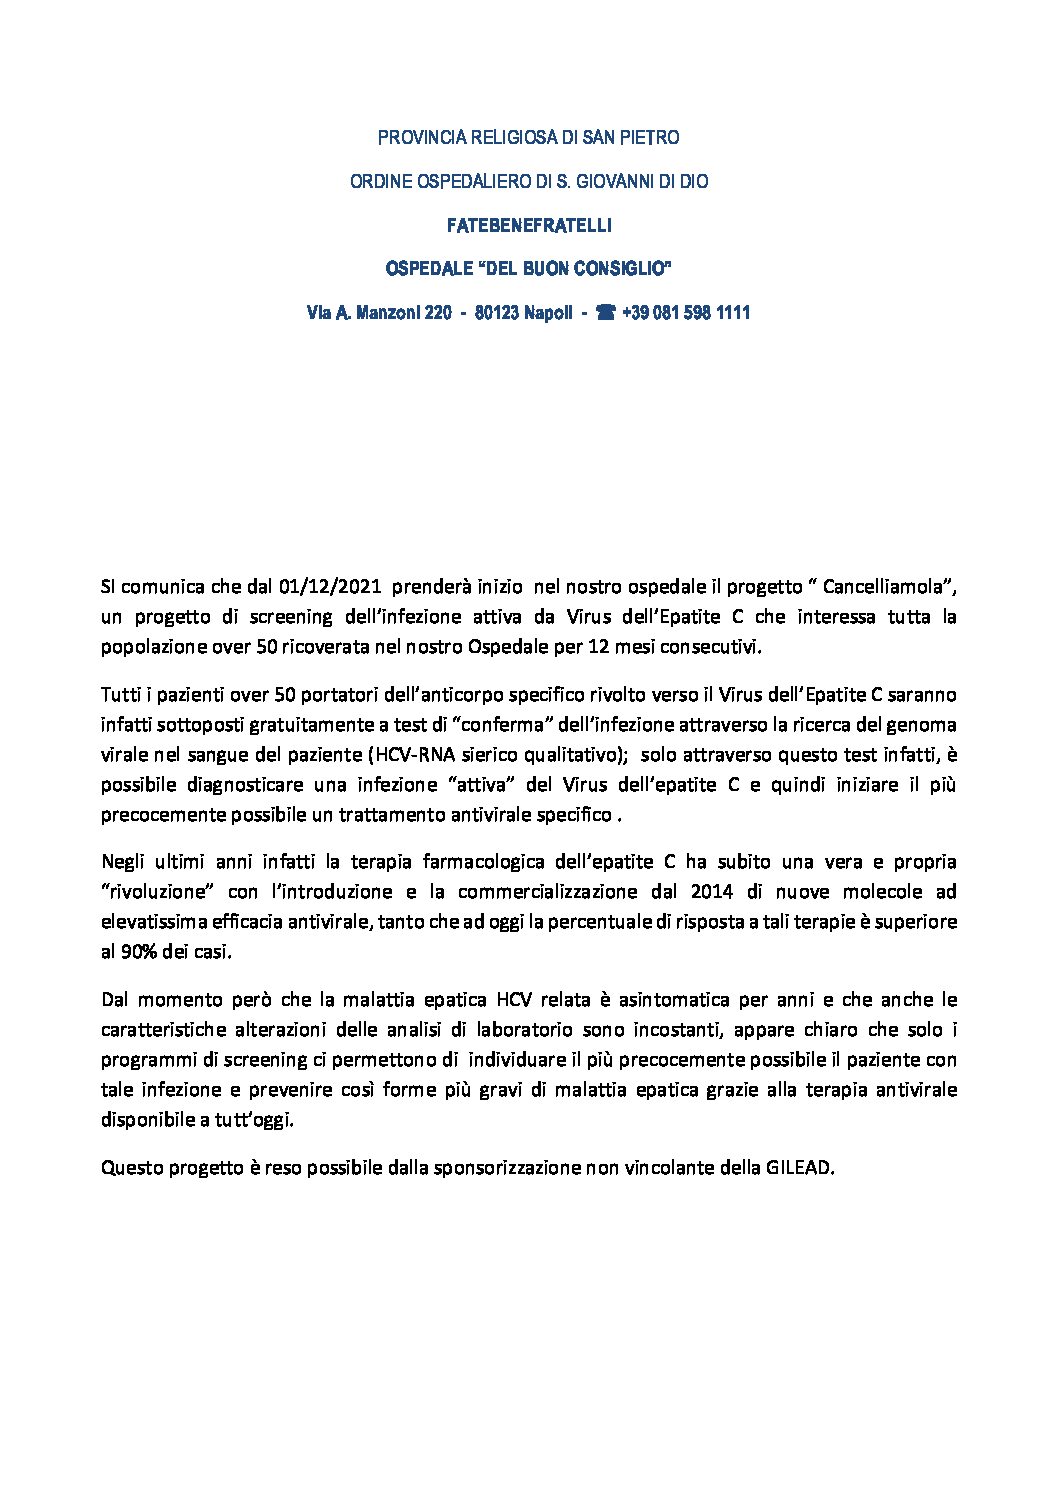 PROVINCIA RELIGIOSA DI SAN PIETRO
ORDINE OSPEDALIERO DI S. GIOVANNI DI DIO
FATEBENEFRATELLI
OSPEDALE “DEL BUON CONSIGLIO”
Via A. Manzoni 220 - 80123 Napoli - ☎ +39 081 598 1111
SI comunica che dal 01/12/2021 prenderà inizio nel nostro ospedale il progetto “ Cancelliamola”,
un progetto di screening dell’infezione attiva da Virus dell’Epatite C che interessa tutta la
popolazione over 50 ricoverata nel nostro Ospedale per 12 mesi consecutivi.
Tutti i pazienti over 50 portatori dell’anticorpo specifico rivolto verso il Virus dell’Epatite C saranno
infatti sottoposti gratuitamente a test di “conferma” dell’infezione attraverso la ricerca del genoma
virale nel sangue del paziente (HCV-RNA sierico qualitativo); solo attraverso questo test infatti, è
possibile diagnosticare una infezione “attiva” del Virus dell’epatite C e quindi iniziare il più
precocemente possibile un trattamento antivirale specifico .
Negli ultimi anni infatti la terapia farmacologica dell’epatite C ha subito una vera e propria
“rivoluzione” con l’introduzione e la commercializzazione dal 2014 di nuove molecole ad
elevatissima efficacia antivirale, tanto che ad oggi la percentuale di risposta a tali terapie è superiore
al 90% dei casi.
Dal momento però che la malattia epatica HCV relata è asintomatica per anni e che anche le
caratteristiche alterazioni delle analisi di laboratorio sono incostanti, appare chiaro che solo i
programmi di screening ci permettono di individuare il più precocemente possibile il paziente con
tale infezione e prevenire così forme più gravi di malattia epatica grazie alla terapia antivirale
disponibile a tutt’oggi.
Questo progetto è reso possibile dalla sponsorizzazione non vincolante della GILEAD.